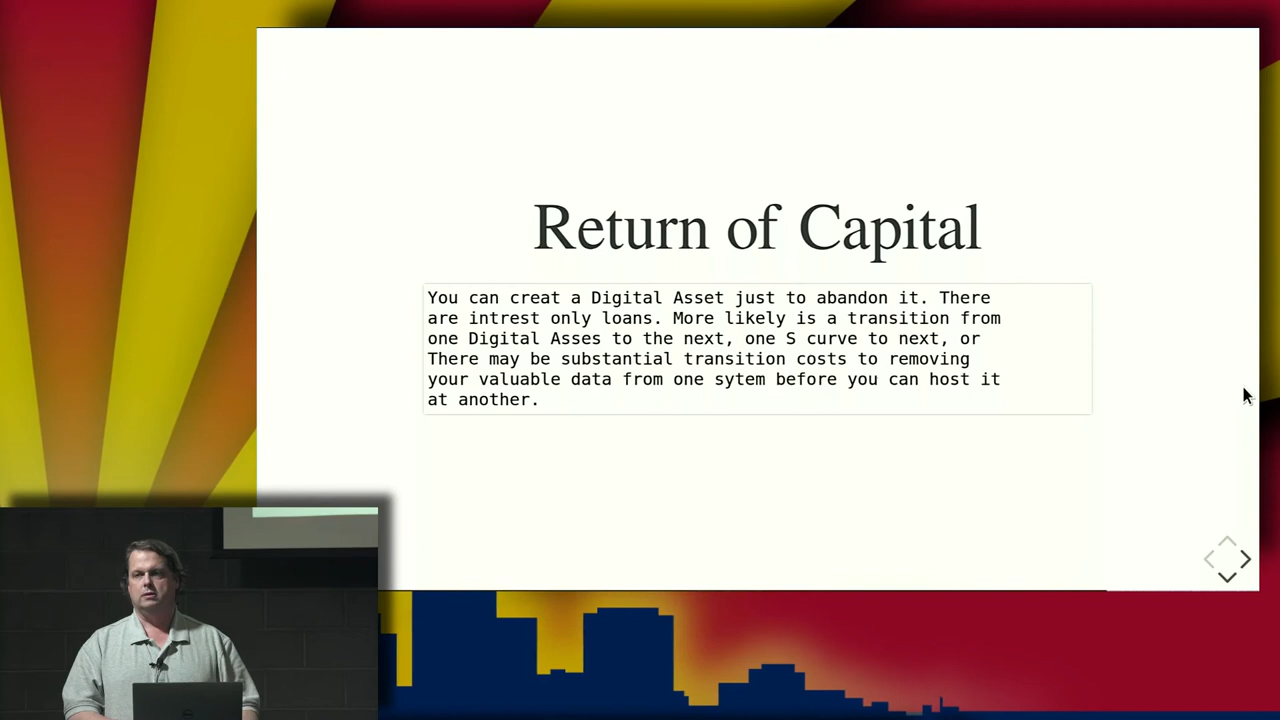 Return of Capital
You can creat a Digital Asset just to abandon it. There
are intrest only loans. More likely is a transition from
one Digital Asses to the next, one S curve to next, or
There may be substantial transition costs to removing
your valuable data from one sytem before you can host it
at another.